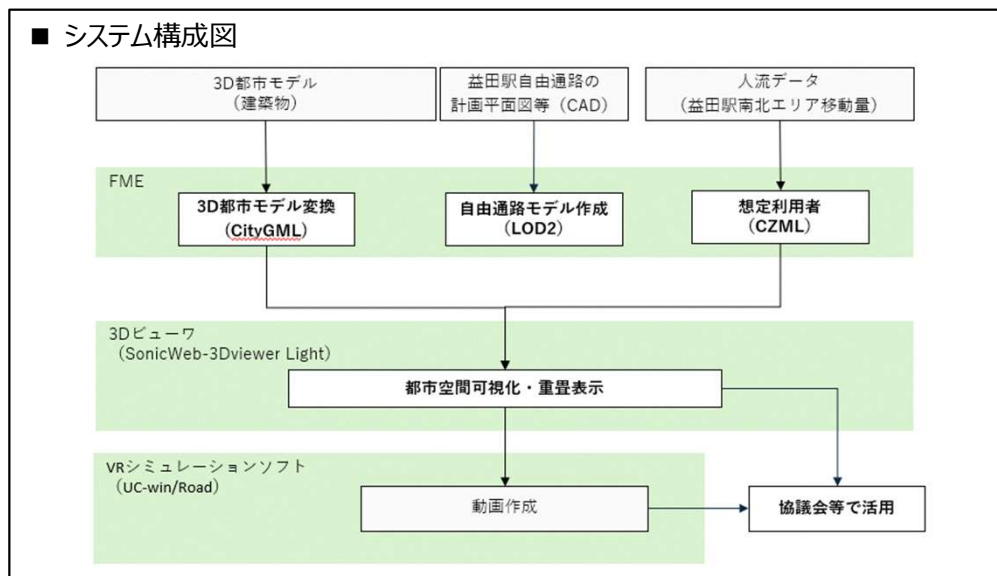 ■ システム構成図
3D都市モデル
（建築物）
益田駅自由通路の
計画平面図等（CAD）
人流データ
（益田駅南北エリア移動量）
FME
3D都市モデル変換
（CityGML）
自由通路モデル作成
（LOD2）
想定利用者
（CZML）
3Dビューワ
（SonicWeb-3Dviewer Light）
都市空間可視化・重畳表示
VRシミュレーションソフト
（UC-win/Road）
動画作成
協議会等で活用